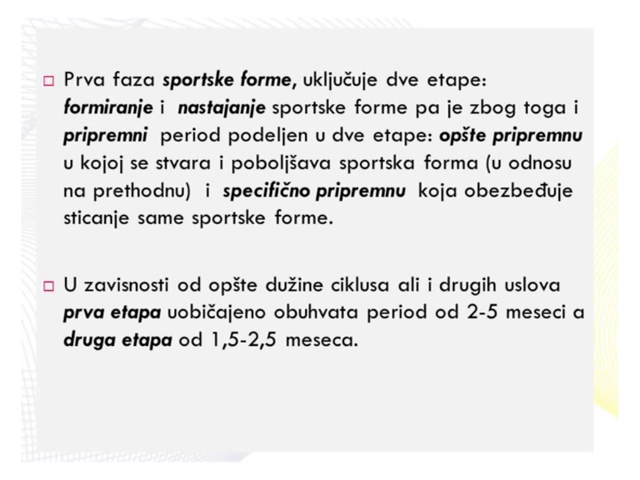 Prva faza sportske forme, uključuje dve etape:
formiranje i nastajanje sportske forme pa je zbog toga i
pripremni period podeljen u dve etape: opšte pripremnu
u kojoj se stvara i poboljšava sportska forma (u odnosu
na prethodnu) i specifično pripremnu koja obezbeđuje
sticanje same sportske forme.
U zavisnosti od opšte dužine ciklusa ali i drugih uslova
prva etapa uobičajeno obuhvata period od 2-5 meseci a
druga etapa od 1,5-2,5 meseca.